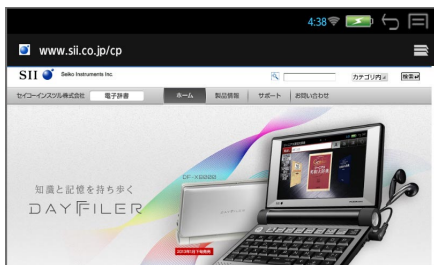 4:38
www.sii.co.jp/cp
SII Seiko Instruments Inc.
カテゴリ内 検索
セイコーインスツル株式会社 電子辞書 ホーム 製品情報 サポート お問い合わせ
DF-X8000
知識と記憶を持ち歩く
DAYFILER